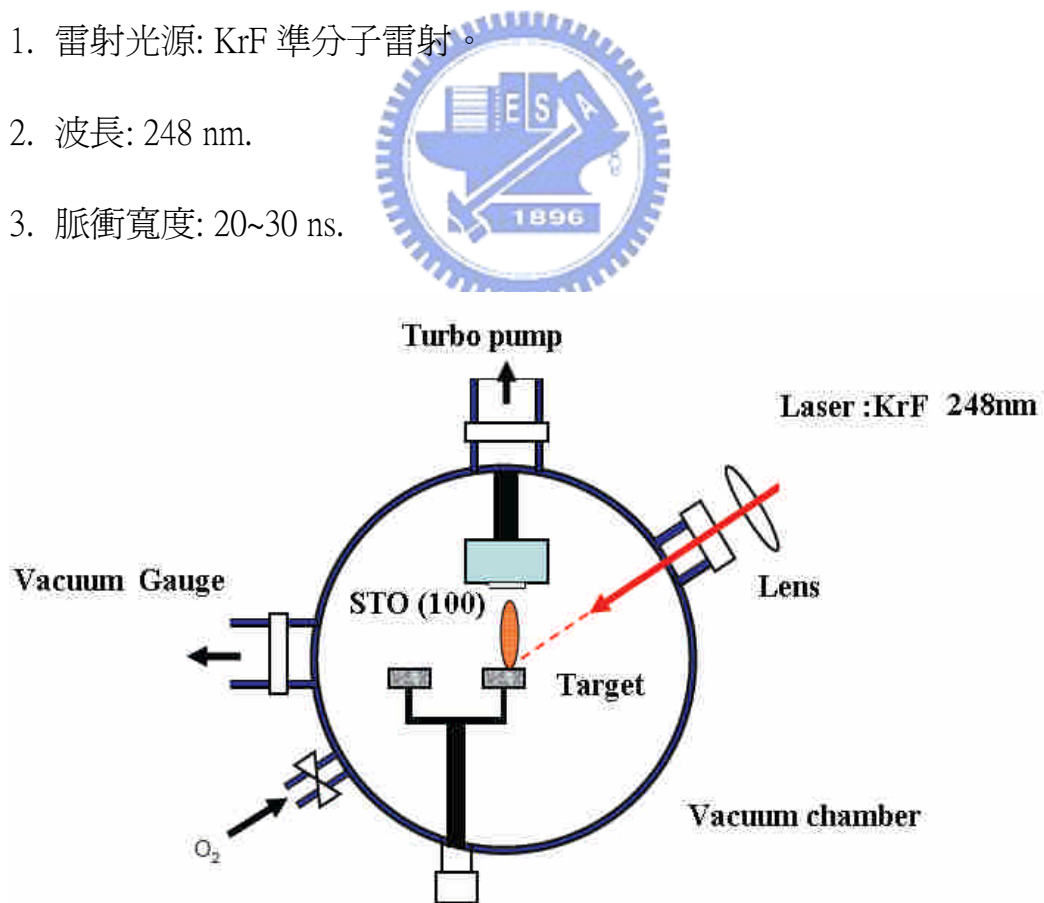 1. 雷射光源: KrF 準分子雷射。
2. 波長: 248 nm.
ESA
3. 脈衝寬度: 20~30 ns.
1896
Turbo pump
Laser :KrF 248nm
Vacuum Gauge
STO (100)
Lens
Target
Vacuum chamber
O₂